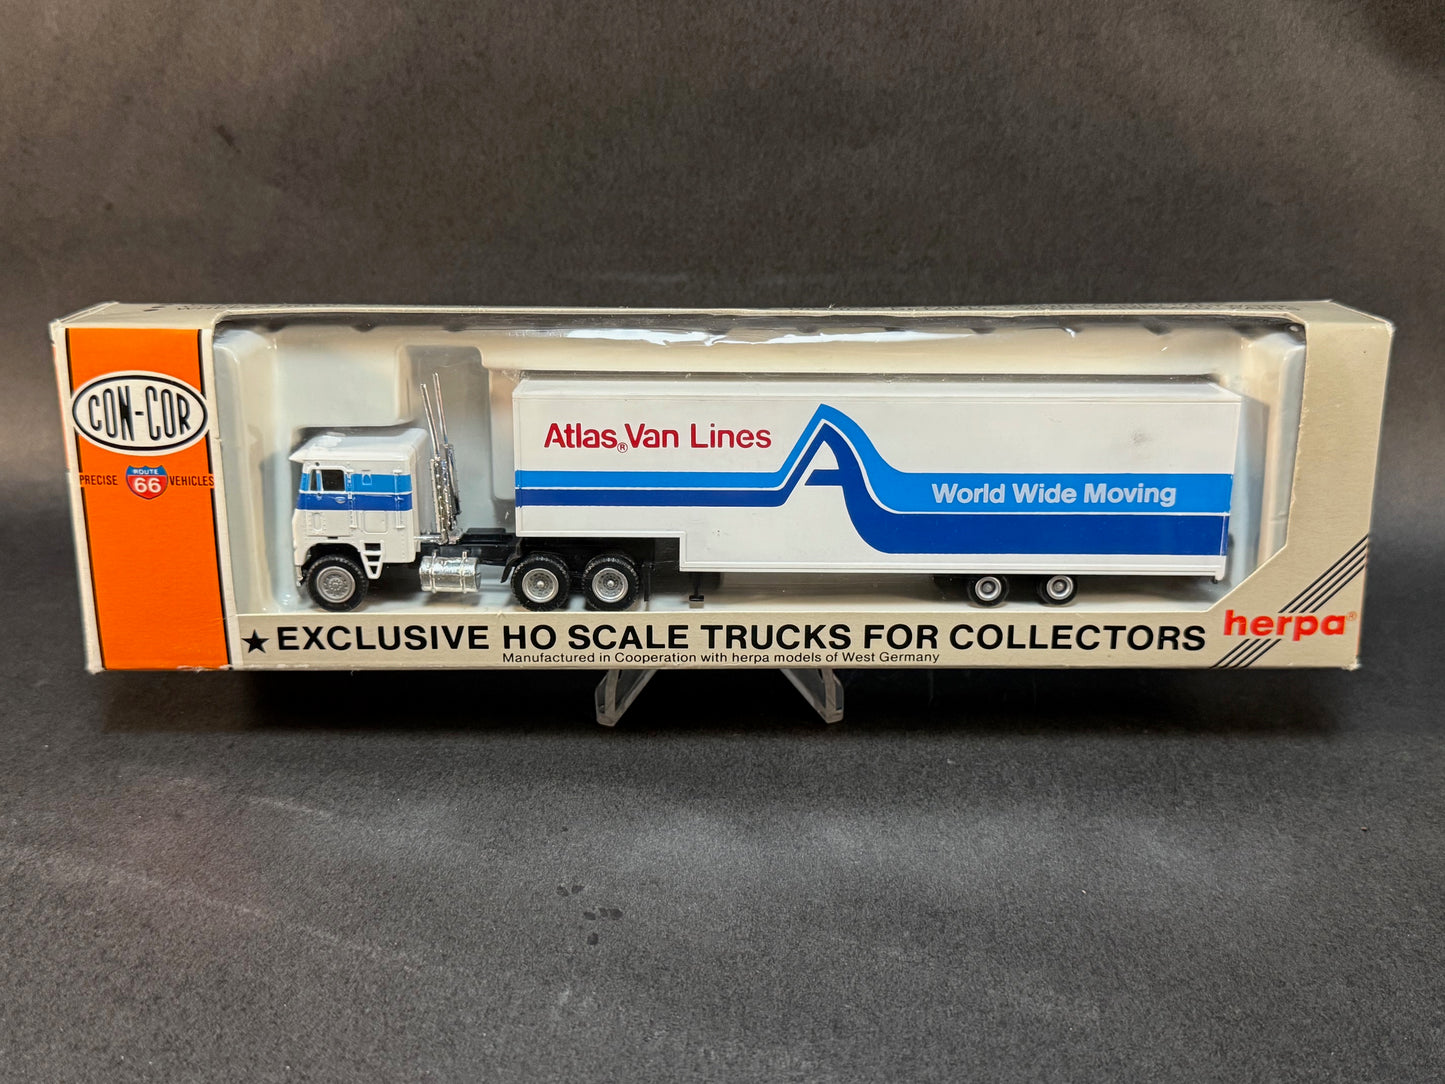 CON-COR
PRECISE ROUTE 66 VEHICLES
Atlas® Van Lines
World Wide Moving
★ EXCLUSIVE HO SCALE TRUCKS FOR COLLECTORS
Manufactured in Cooperation with herpa models of West Germany
herpa®